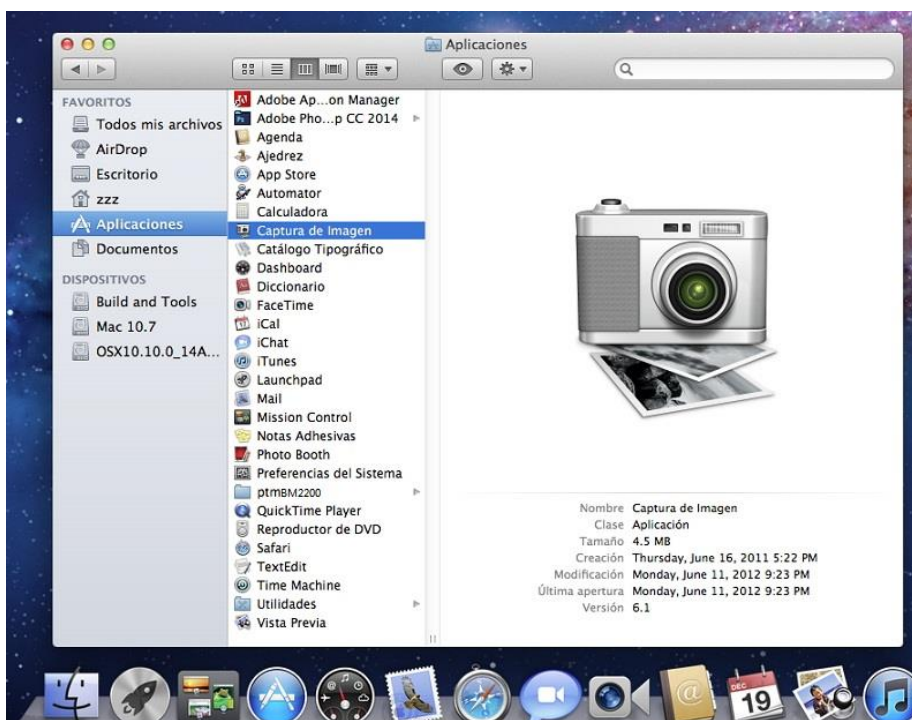 Aplicaciones
FAVORITOS
Todos mis archivos
AirDrop
Escritorio
zzz
Aplicaciones
Documentos
DISPOSITIVOS
Build and Tools
Mac 10.7
OSX10.10.0_14A...
Adobe Ap...on Manager
Adobe Pho...p CC 2014
Agenda
Ajedrez
App Store
Automator
Calculadora
Captura de Imagen
Catálogo Tipográfico
Dashboard
Diccionario
FaceTime
iCal
iChat
iTunes
Launchpad
Mail
Mission Control
Notas Adhesivas
Photo Booth
Preferencias del Sistema
ptmBM2200
QuickTime Player
Reproductor de DVD
Safari
TextEdit
Time Machine
Utilidades
Vista Previa
Nombre Captura de Imagen
Clase Aplicación
Tamaño 4.5 MB
Creación Thursday, June 16, 2011 5:22 PM
Modificación Monday, June 11, 2012 9:23 PM
Última apertura Monday, June 11, 2012 9:23 PM
Versión 6.1
DEC
19